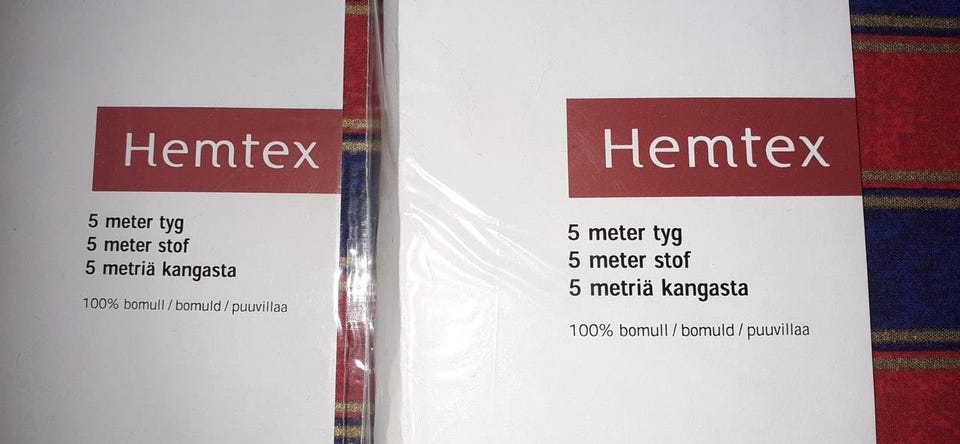 Hemtex
5 meter tyg
5 meter stof
5 metriä kangasta
100% bomull / bomuld / puuvillaa
Hemtex
5 meter tyg
5 meter stof
5 metriä kangasta
100% bomull / bomuld / puuvillaa